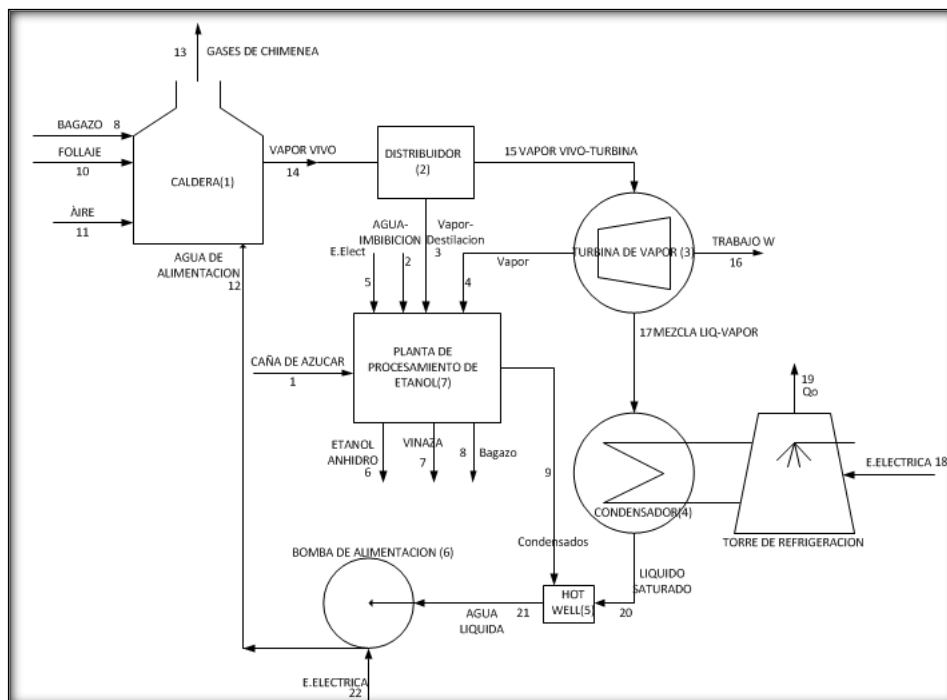 13 GASES DE CHIMENEA
BAGAZO 8
FOLLAJE
10
ÀIRE
11
CALDERA(1)
VAPOR VIVO
14
DISTRIBUIDOR
(2)
15 VAPOR VIVO-TURBINA
AGUA DE
ALIMENTACION
12
E.Elect
5
AGUA-
IMBIBICION
2
Vapor-
Destilacion
3
Vapor
4
TURBINA DE VAPOR (3)
TRABAJO W
16
17 MEZCLA LIQ-VAPOR
CAÑA DE AZUCAR
1
PLANTA DE
PROCESAMIENTO DE
ETANOL(7)
ETANOL
ANHIDRO
6
VINAZA
7
8 Bagazo
9
Condensados
19
Qo
E.ELECTRICA 18
CONDENSADOR(4)
TORRE DE REFRIGERACION
LIQUIDO
SATURADO
20
HOT
WELL(5)
21
AGUA
LIQUIDA
BOMBA DE ALIMENTACION (6)
E.ELECTRICA
22